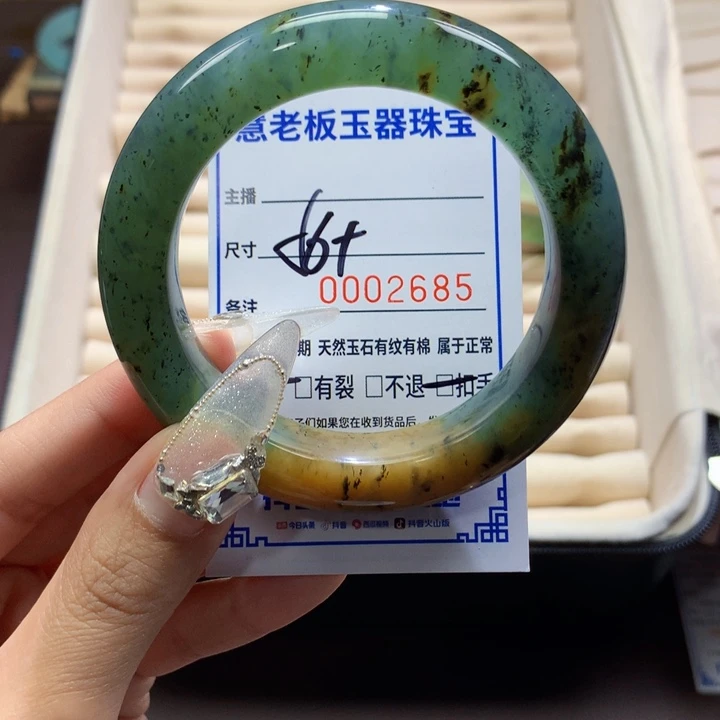 慧老板玉器珠宝
主播
尺寸 61
0002685
备注
期 天然玉石有纹有棉 属于正常
□有裂 □不退 □扣手
子们如果您在收到货品后
今日头条 抖音 西瓜视频 抖音火山版